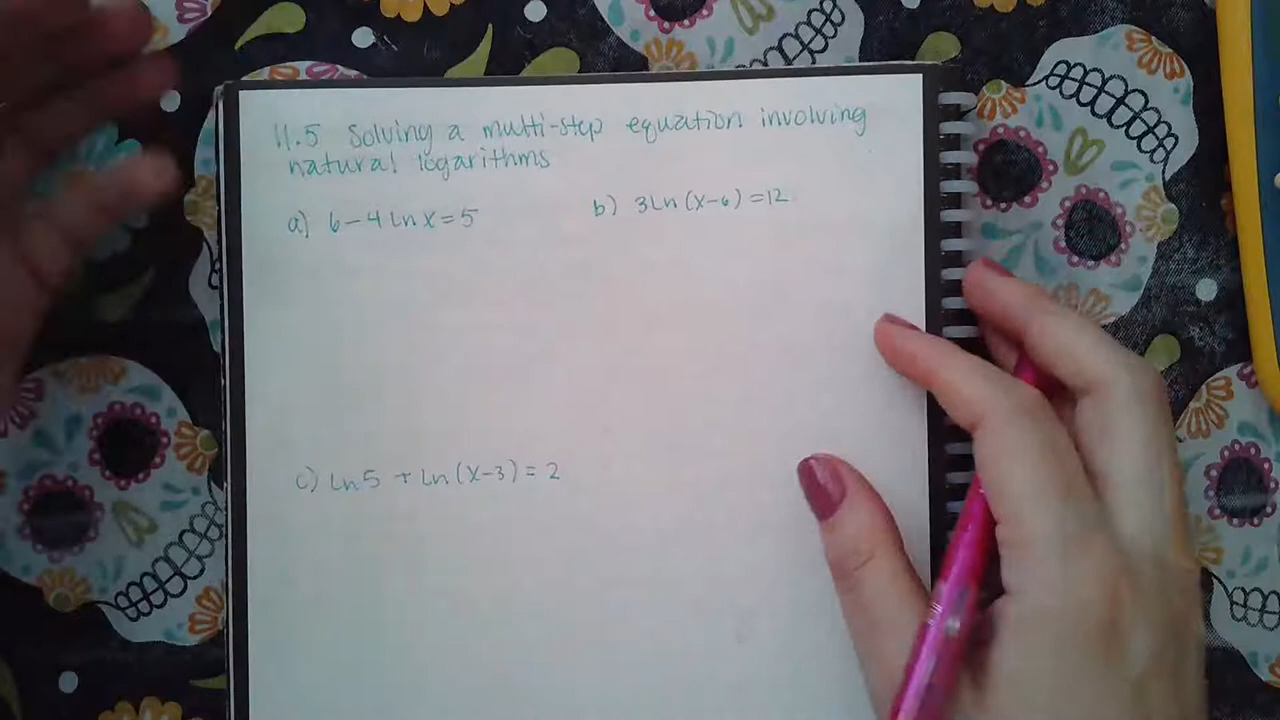 11.5 Solving a multi-step equation involving
natural logarithms
a) 6-4 ln x = 5
b) 3 ln (x-6) = 12
c) ln 5 + ln (x-3) = 2